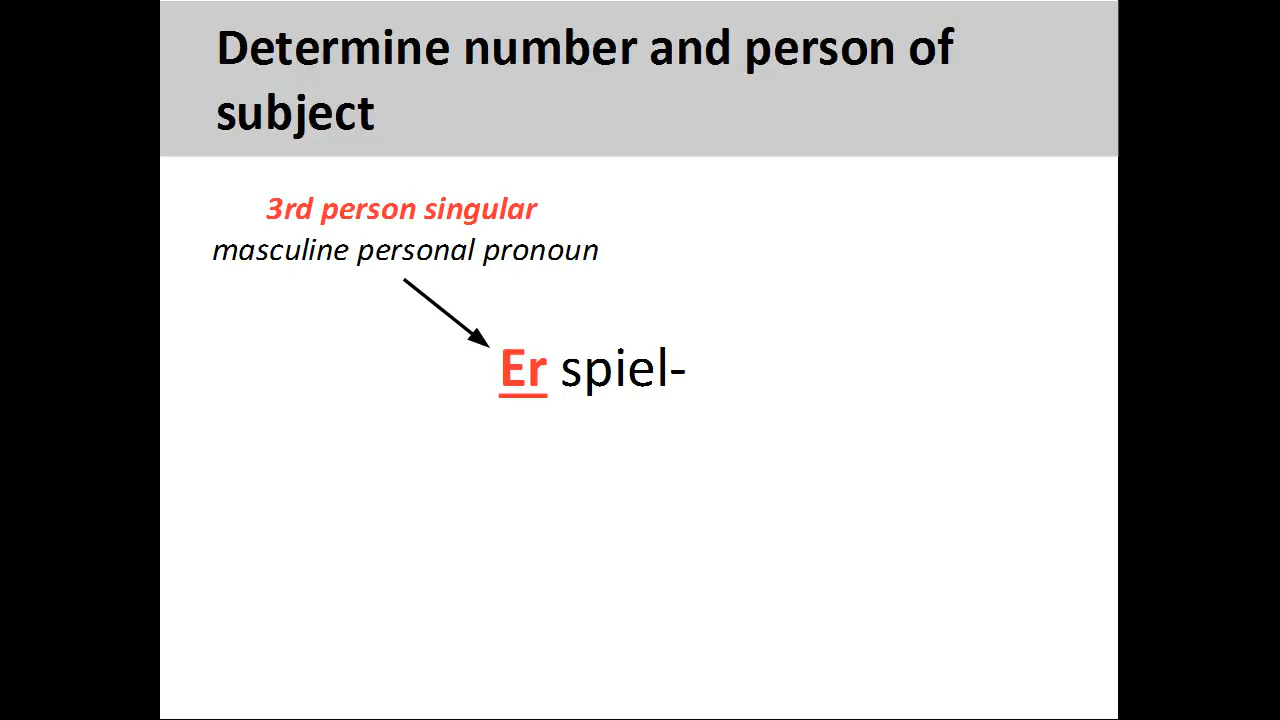 Determine number and person of
subject
3rd person singular
masculine personal pronoun
Er spiel-